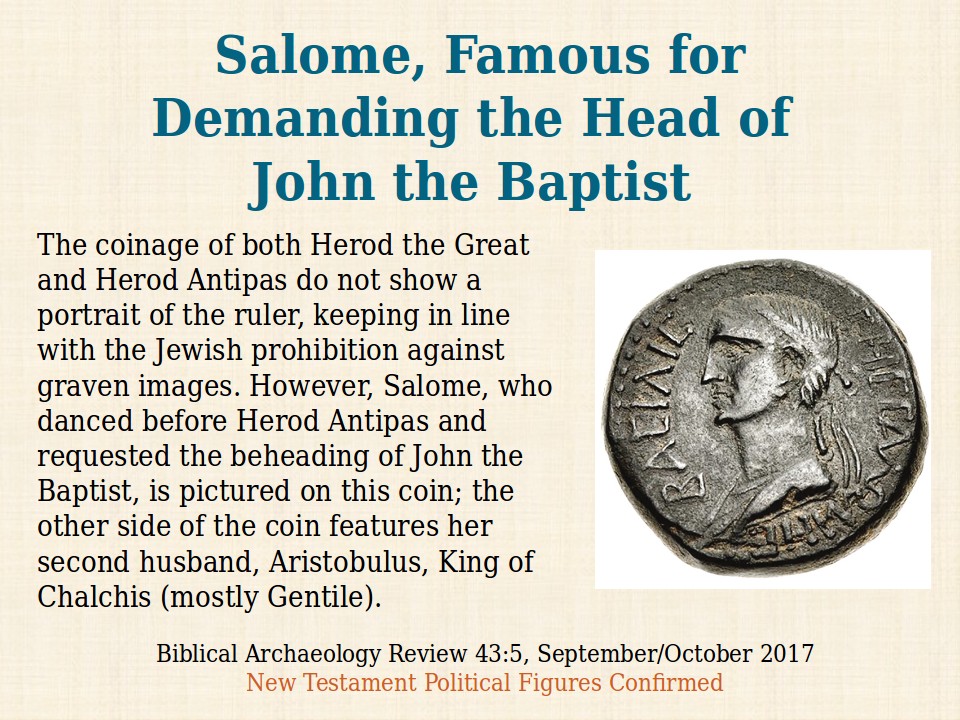 Salome, Famous for
Demanding the Head of
John the Baptist
The coinage of both Herod the Great
and Herod Antipas do not show a
portrait of the ruler, keeping in line
with the Jewish prohibition against
graven images. However, Salome, who
danced before Herod Antipas and
requested the beheading of John the
Baptist, is pictured on this coin; the
other side of the coin features her
second husband, Aristobulus, King of
Chalchis (mostly Gentile).
Biblical Archaeology Review 43:5, September/October 2017
New Testament Political Figures Confirmed